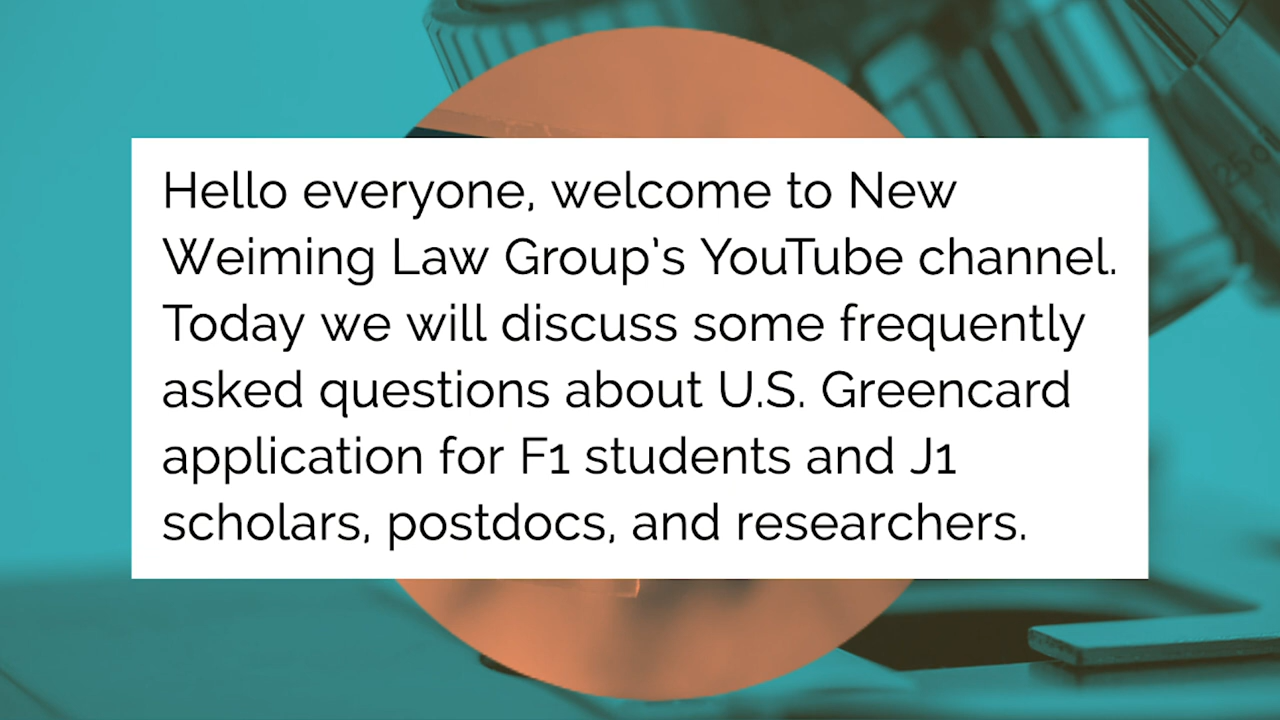 Hello everyone, welcome to New
Weiming Law Group's YouTube channel.
Today we will discuss some frequently
asked questions about U.S. Greencard
application for F1 students and J1
scholars, postdocs, and researchers.